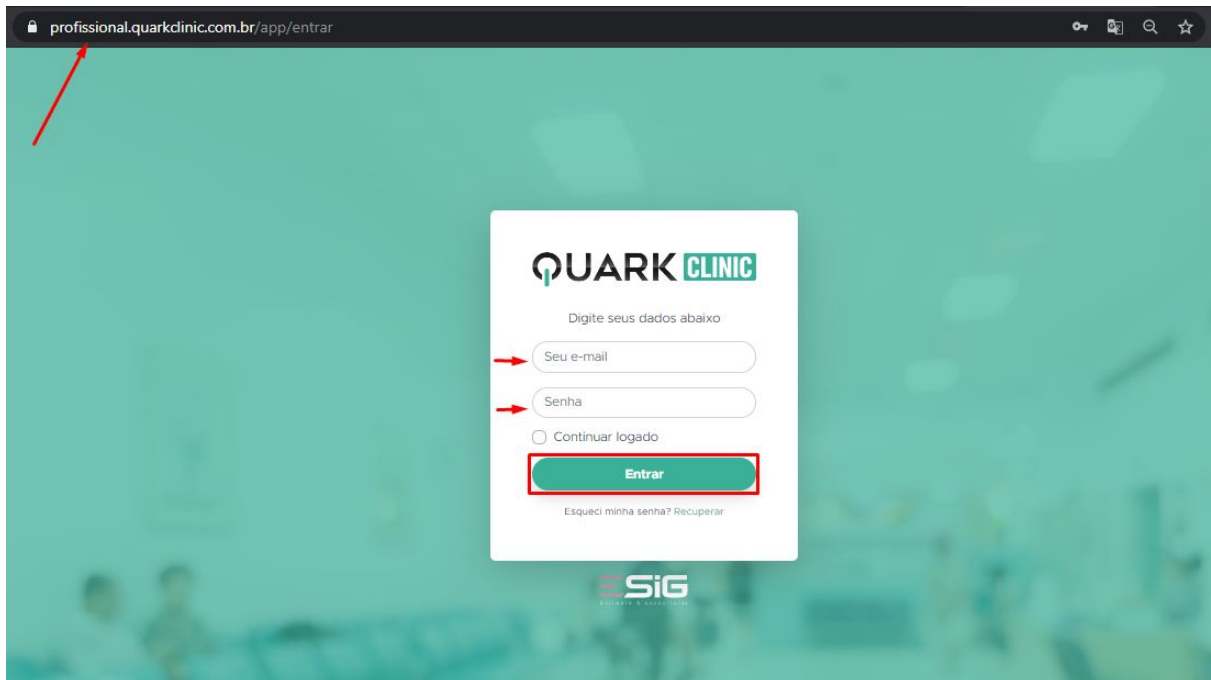 profissional.quarkclinic.com.br/app/entrar
QUARK CLINIC
Digite seus dados abaixo
Seu e-mail
Senha
Continuar logado
Entrar
Esqueci minha senha? Recuperar
ESiG